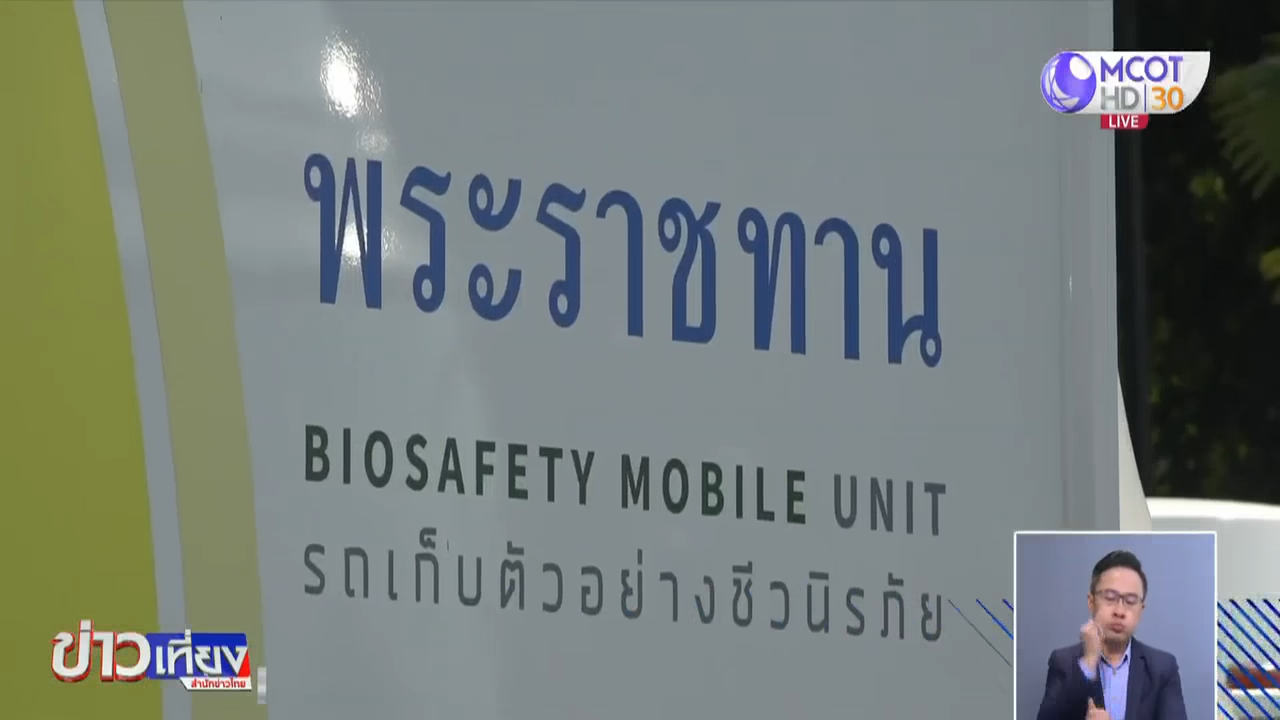 MCOT
HD 30
LIVE
พระราชทาน
BIOSAFETY MOBILE UNIT
รถเก็บตัวอย่างชีวนิรภัย
ข่าวเที่ยง
สำนักข่าวไทย